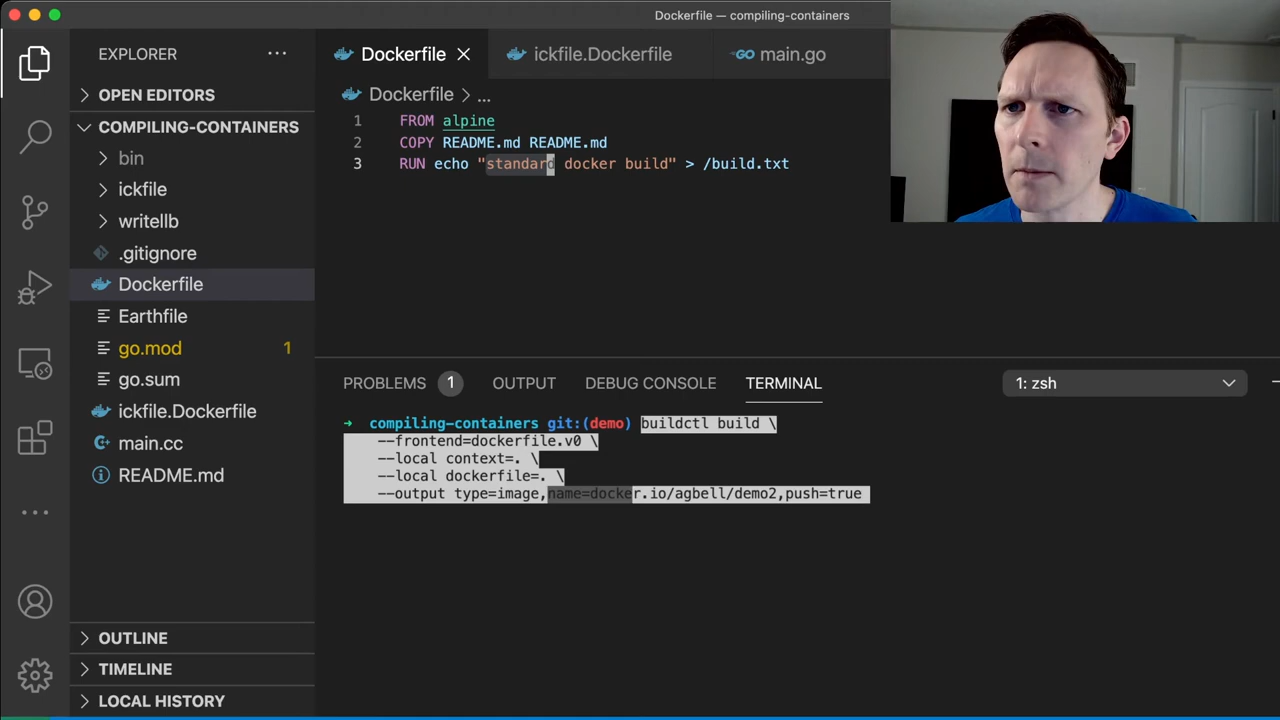 Dockerfile — compiling-containers
EXPLORER ...
OPEN EDITORS
COMPILING-CONTAINERS
bin
ickfile
writellb
.gitignore
Dockerfile
Earthfile
go.mod 1
go.sum
ickfile.Dockerfile
main.cc
README.md
OUTLINE
TIMELINE
LOCAL HISTORY
Dockerfile ickfile.Dockerfile main.go
Dockerfile > ...
1 FROM alpine
2 COPY README.md README.md
3 RUN echo "standard docker build" > /build.txt
PROBLEMS 1 OUTPUT DEBUG CONSOLE TERMINAL 1: zsh
→ compiling-containers git:(demo) buildctl build \
--frontend=dockerfile.v0 \
--local context=. \
--local dockerfile=. \
--output type=image,name=docker.io/agbell/demo2,push=true